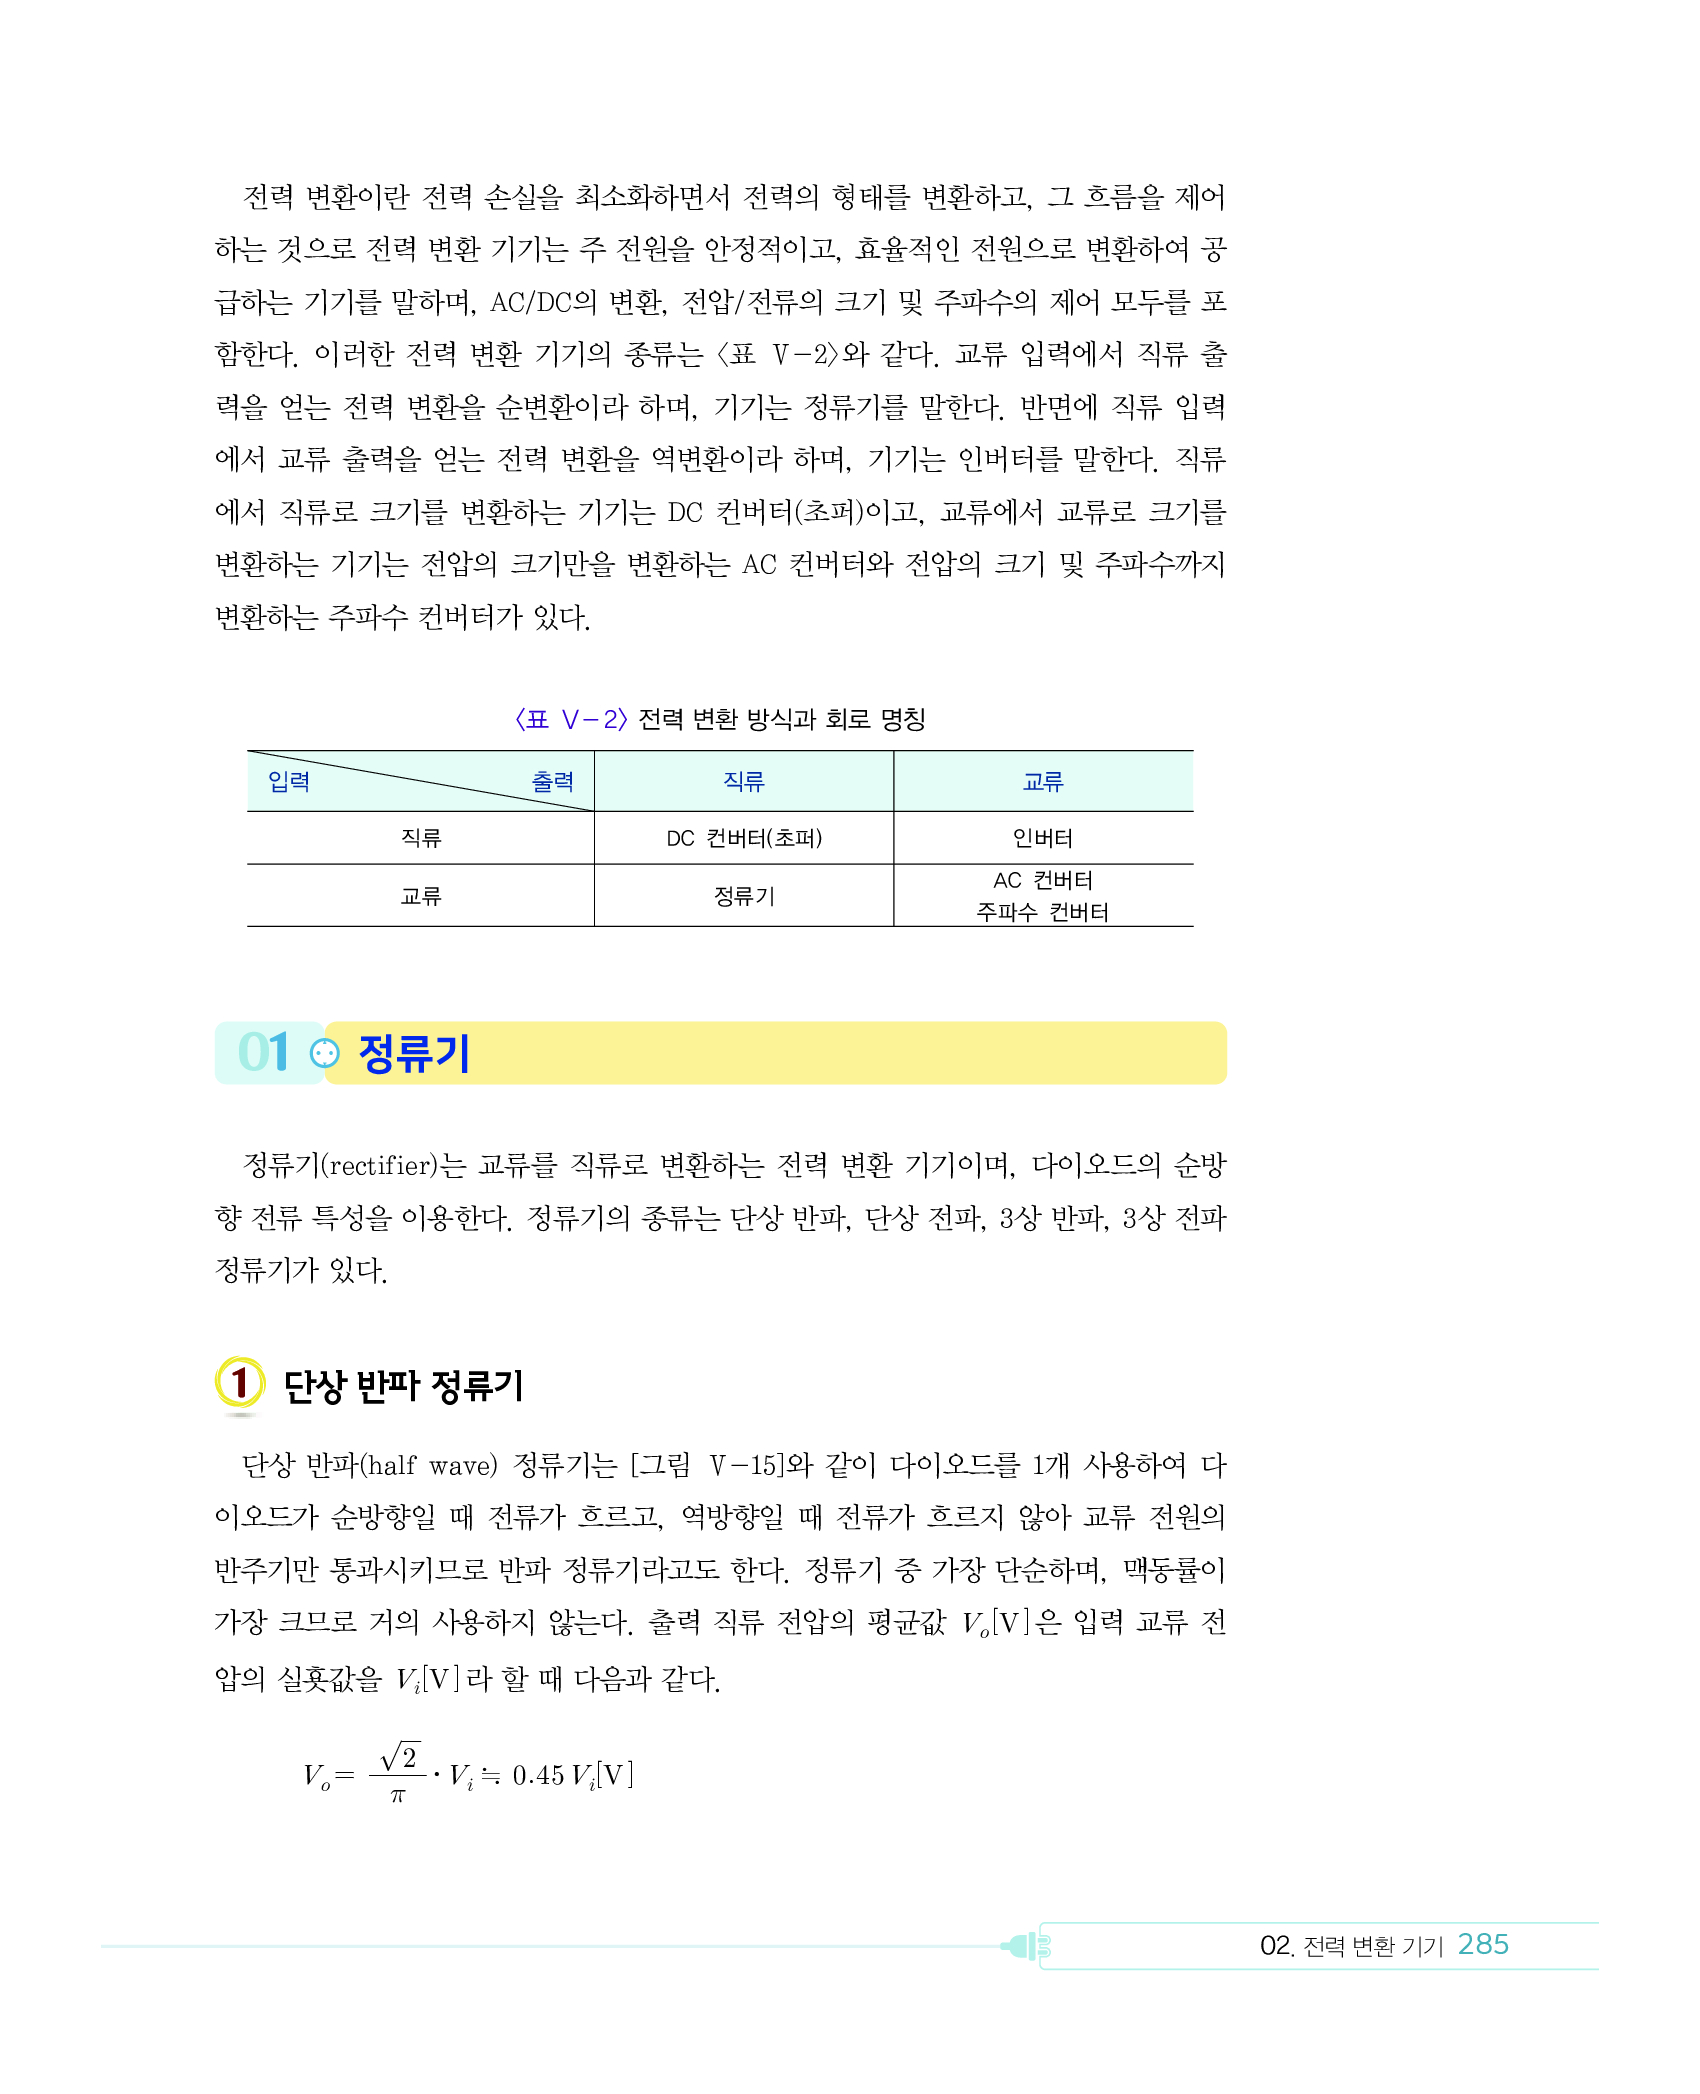 전력 변환이란 전력 손실을 최소화하면서 전력의 형태를 변환하고, 그 흐름을 제어
하는 것으로 전력 변환 기기는 주 전원을 안정적이고, 효율적인 전원으로 변환하여 공
급하는 기기를 말하며, AC/DC의 변환, 전압/전류의 크기 및 주파수의 제어 모두를 포
함한다. 이러한 전력 변환 기기의 종류는 〈표 Ⅴ-2〉와 같다. 교류 입력에서 직류 출
력을 얻는 전력 변환을 순변환이라 하며, 기기는 정류기를 말한다. 반면에 직류 입력
에서 교류 출력을 얻는 전력 변환을 역변환이라 하며, 기기는 인버터를 말한다. 직류
에서 직류로 크기를 변환하는 기기는 DC 컨버터(초퍼)이고, 교류에서 교류로 크기를
변환하는 기기는 전압의 크기만을 변환하는 AC 컨버터와 전압의 크기 및 주파수까지
변환하는 주파수 컨버터가 있다.
〈표 Ⅴ-2〉 전력 변환 방식과 회로 명칭
입력 출력 직류 교류
직류 DC 컨버터(초퍼) 인버터
교류 정류기 AC 컨버터
주파수 컨버터
01 정류기
정류기(rectifier)는 교류를 직류로 변환하는 전력 변환 기기이며, 다이오드의 순방
향 전류 특성을 이용한다. 정류기의 종류는 단상 반파, 단상 전파, 3상 반파, 3상 전파
정류기가 있다.
1 단상 반파 정류기
단상 반파(half wave) 정류기는 [그림 Ⅴ-15]와 같이 다이오드를 1개 사용하여 다
이오드가 순방향일 때 전류가 흐르고, 역방향일 때 전류가 흐르지 않아 교류 전원의
반주기만 통과시키므로 반파 정류기라고도 한다. 정류기 중 가장 단순하며, 맥동률이
가장 크므로 거의 사용하지 않는다. 출력 직류 전압의 평균값 Vₒ[V]은 입력 교류 전
압의 실횻값을 Vᵢ[V]라 할 때 다음과 같다.
Vₒ = √2/π · Vᵢ ≒ 0.45 Vᵢ[V]
02. 전력 변환 기기 285